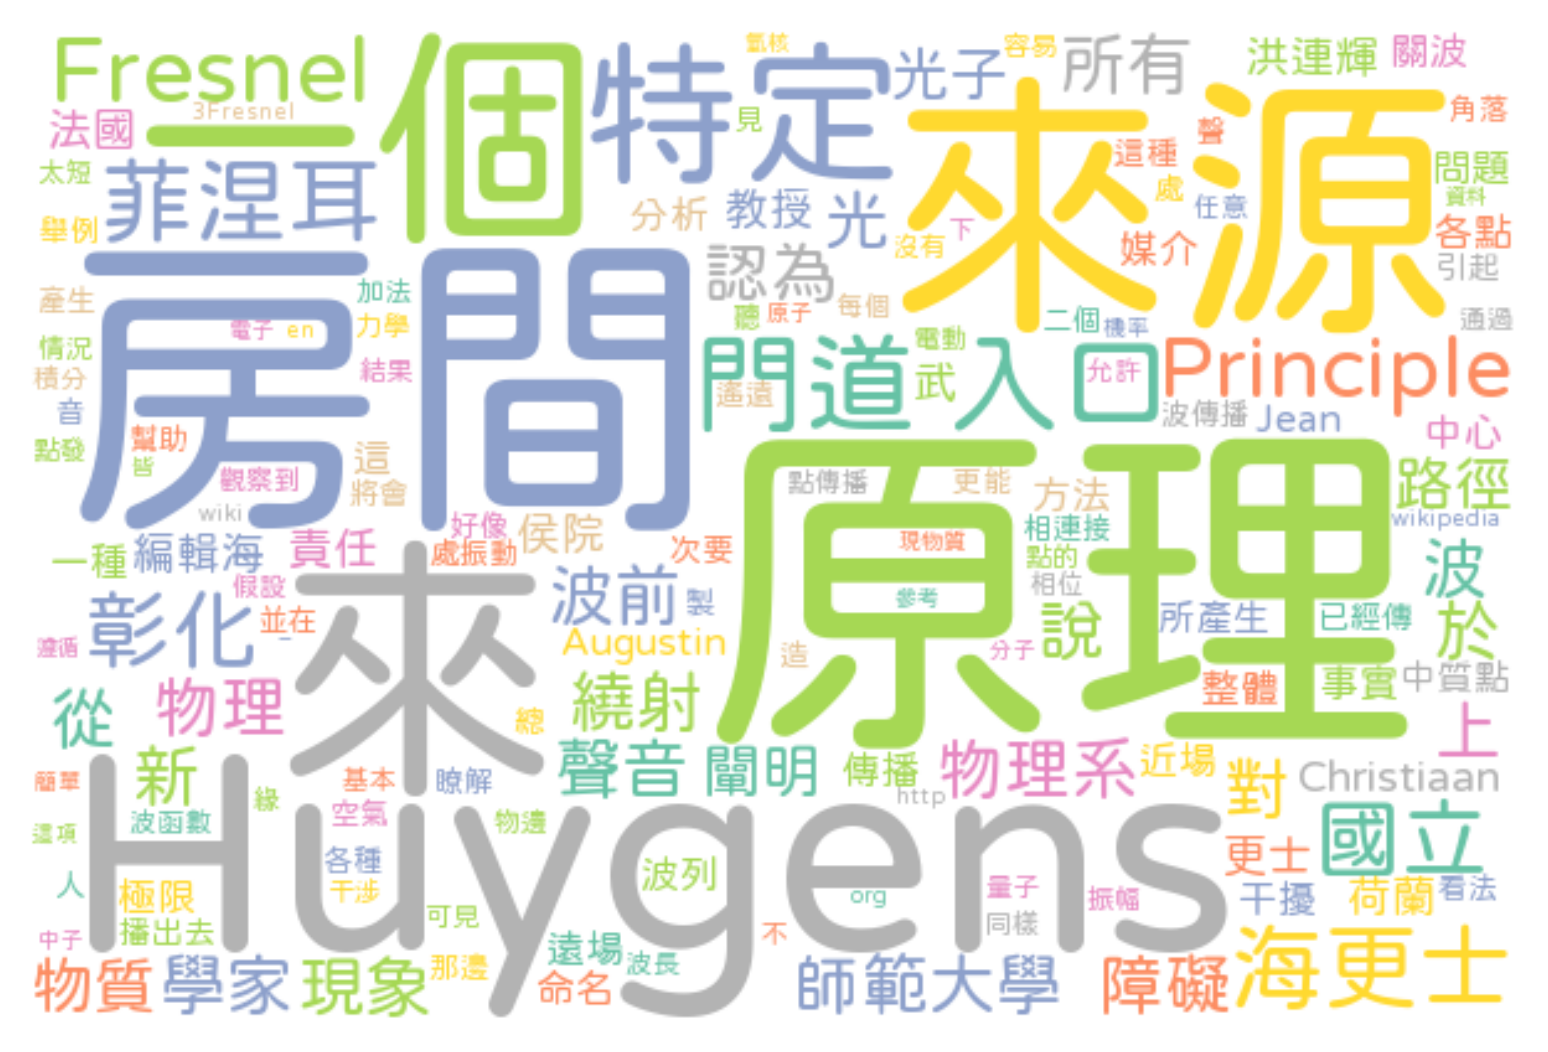 Fresnel
一個
特定
氫核
光子
容易
所有
洪連輝
關波
3Fresnel
法國
來源
角落
見
聲
這種
太短
菲涅耳
問題
資料
處
任意
舉例
分析
教授
光
沒有
下
媒介
各點
引起
房間
認為
產生
加法
聽
原子
每個
二個
機率
通過
電子
en
力學
門道
入口
電動
武
Principle
情況
積分
結果
遙遠
允許
音
波傳播
Jean
點發
幫助
皆
中心
原理
這
觀察到
將會
點傳播
更能
方法
路徑
wiki
wikipedia
好像
侯院
相連接
一種
編輯海
責任
處振動
次要
現物質
點的
波
假設
來
波前
製
參考
相位
彰化
並在
說
所產生
已經傳
於
遵循
Augustin
造
分子
從
物理
總
繞射
整體
事實
中質點
上
新
聲音
闡明
傳播
物理系
近場
對
Christiaan
簡單
基本
瞭解
http
緣
空氣
這項
波函數
物邊
國立
Huygens
更士
各種
波列
人
極限
干涉
org
量子
振幅
干擾
荷蘭
看法
中子
播出去
可見
同樣
遠場
不
物質
學家
現象
那邊
波長
命名
師範大學
障礙
海更士